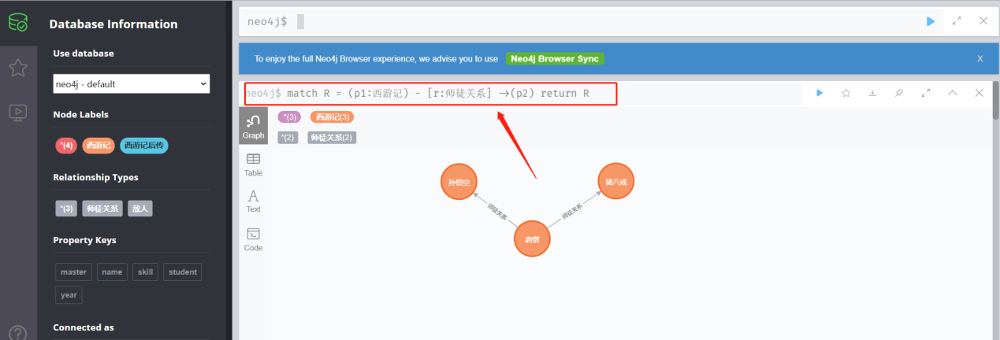 Database Information
Use database
neo4j - default
Node Labels
*(4) 西游记 西游记后传
Relationship Types
*(3) 师徒关系 敌人
Property Keys
master name skill student
year
Connected as
neo4j$
To enjoy the full Neo4j Browser experience, we advise you to use Neo4j Browser Sync X
neo4j$ match R = (p1:西游记) - [r:师徒关系] ->(p2) return R
*(3) 西游记(3)
*(2) 师徒关系(2)
Graph
Table
Text
Code
孙悟空
猪八戒
师徒关系
师徒关系
唐僧